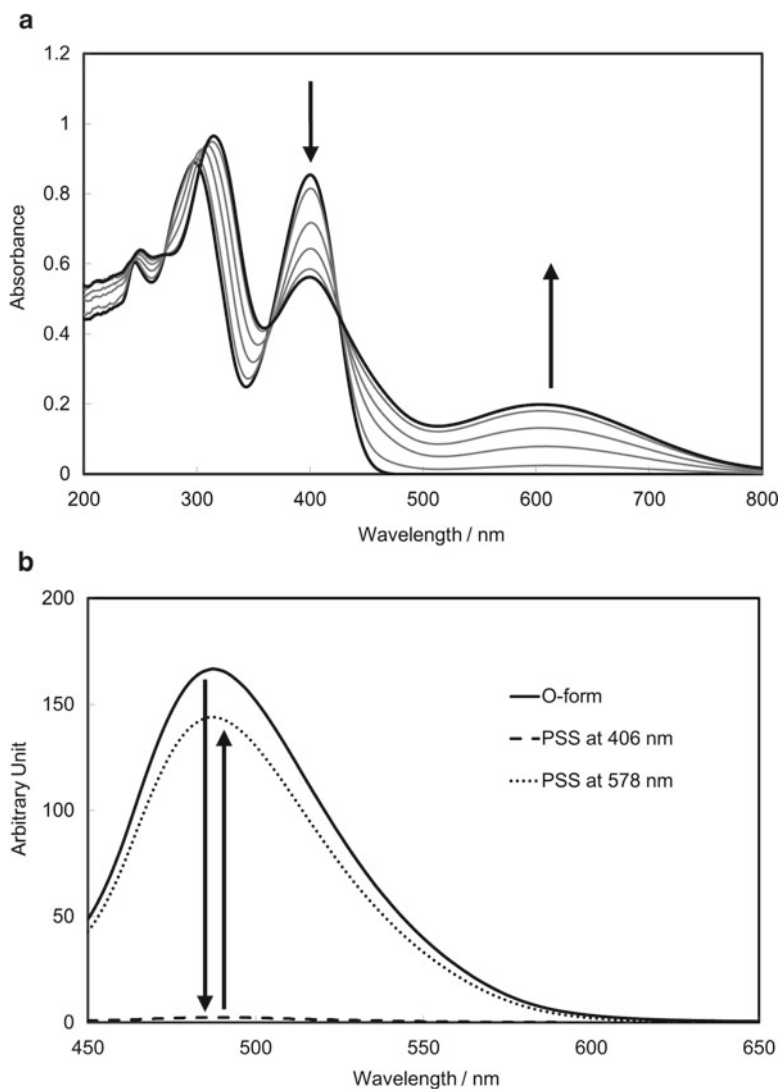 a
1.2
1
0.8
0.6
0.4
0.2
0
Absorbance
200 300 400 500 600 700 800
Wavelength / nm
b
200
150
100
50
0
Arbitrary Unit
O-form
PSS at 406 nm
PSS at 578 nm
450 500 550 600 650
Wavelength / nm